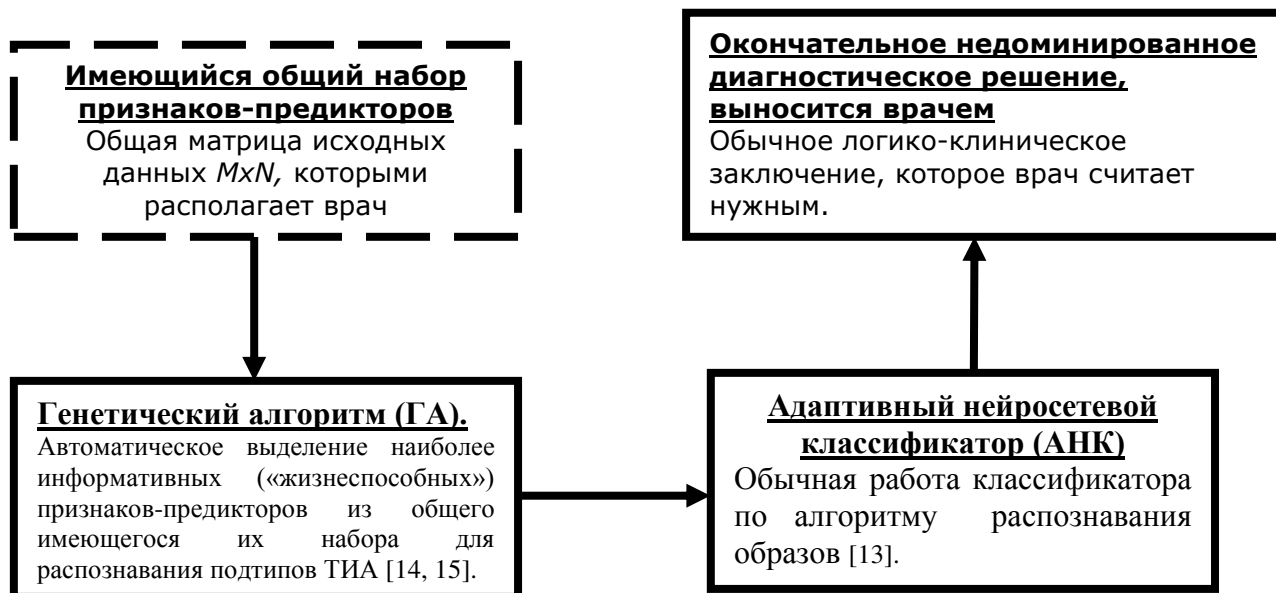 Имеющийся общий набор
признаков-предикторов
Общая матрица исходных
данных MxN, которыми
располагает врач
Окончательное недоминированное
диагностическое решение,
выносится врачем
Обычное логико-клиническое
заключение, которое врач считает
нужным.
Генетический алгоритм (ГА).
Автоматическое выделение наиболее
информативных («жизнеспособных»)
признаков-предикторов из общего
имеющегося их набора для
распознавания подтипов ТИА [14, 15].
Адаптивный нейросетевой
классификатор (АНК)
Обычная работа классификатора
по алгоритму распознавания
образов [13].